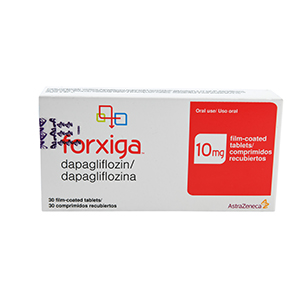 forxiga™
dapagliflozin/
dapagliflozina
30 film-coated tablets/
30 comprimidos recubiertos
Oral use/Uso oral
10mg
film-coated
tablets/
comprimidos
recubiertos
AstraZeneca